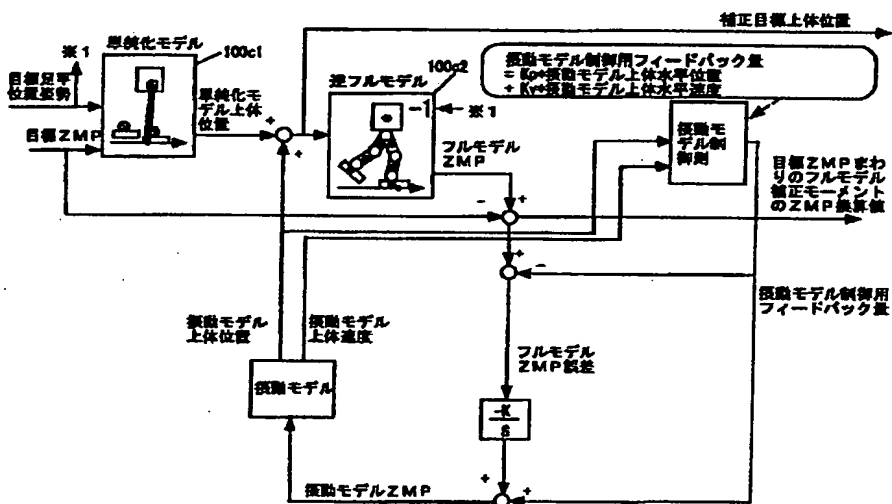 補正目標上体位置
※1
単純化モデル
100c1
目標足平
位置姿勢
単純化モ
デル上体
位置
目標ZMP
+
+
逆フルモデル
100c2
-1
※1
フルモデル
ZMP
摂動モデル制御用フィードバック量
= Kp*摂動モデル上体水平位置
+ Kv*摂動モデル上体水平速度
摂動モ
デル制
御則
目標ZMPまわ
りのフルモデル
補正モーメント
のZMP換算値
-
+
+
-
摂動モデル制御用
フィードバック量
摂動モデル
上体位置
摂動モデル
上体速度
フルモデル
ZMP誤差
摂動モデル
-K
S
+
+
摂動モデルZMP